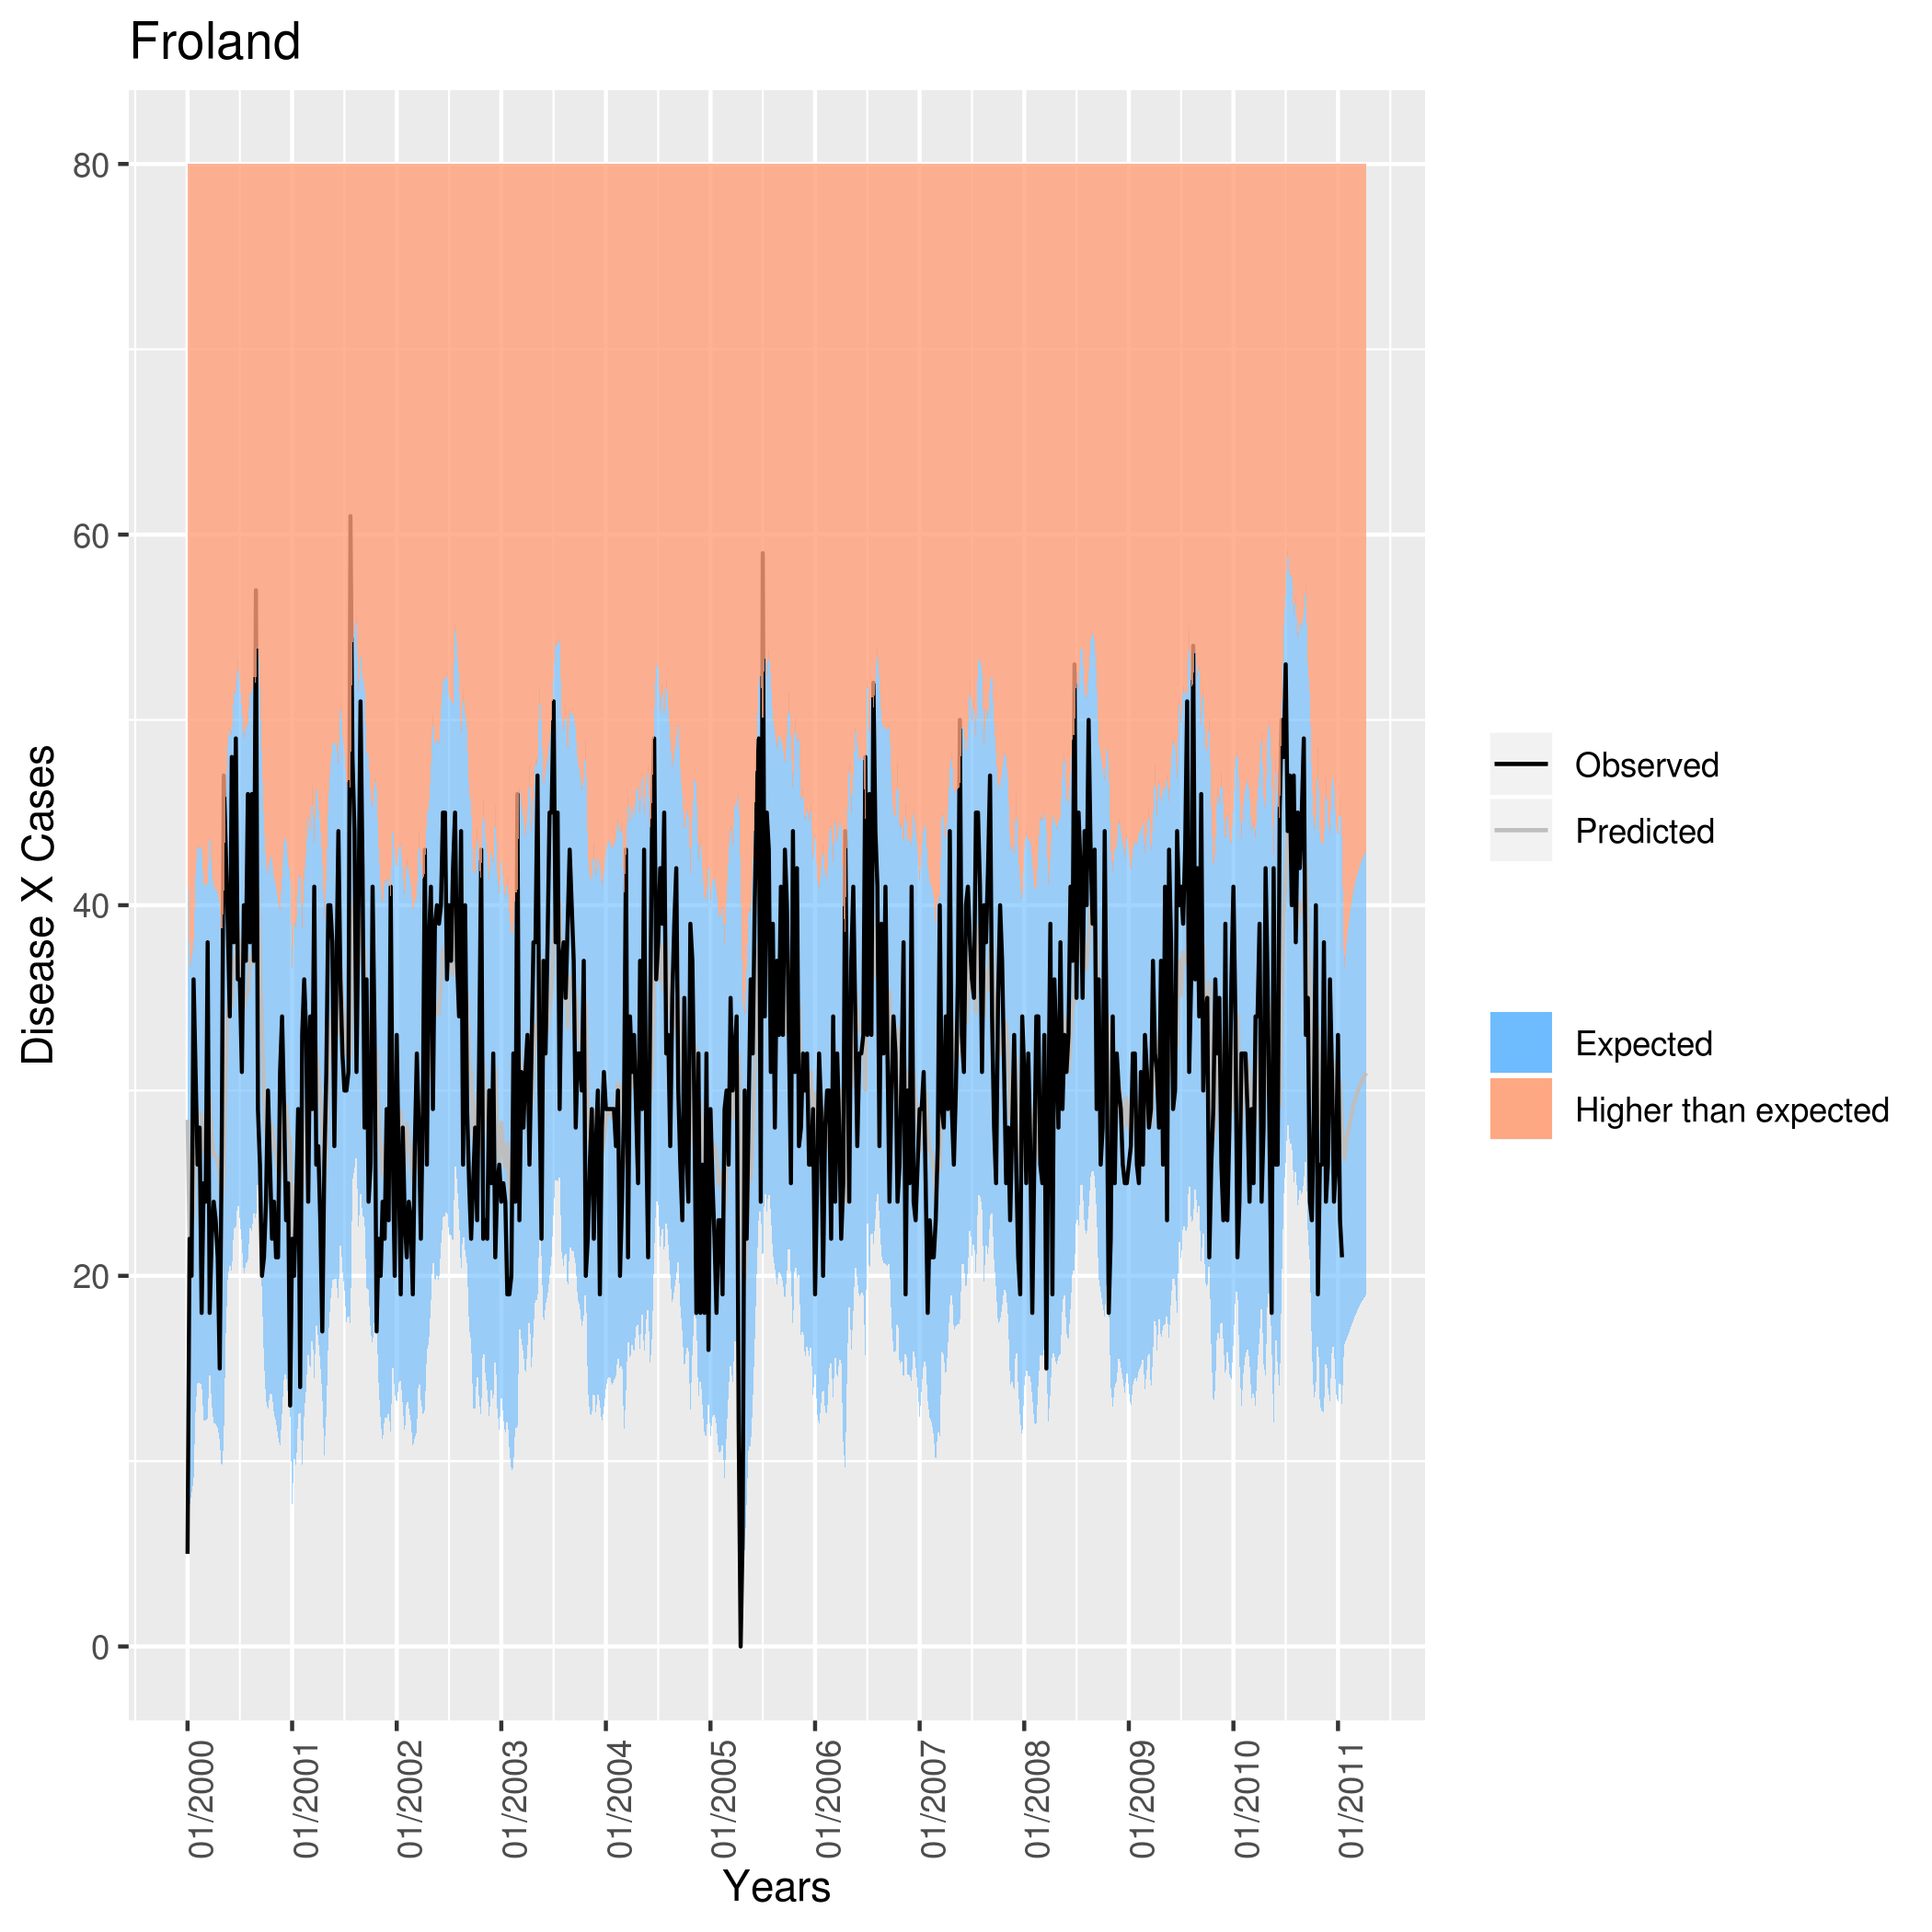 Froland
80
60
40
20
0
Disease X Cases
01/2000
01/2001
01/2002
01/2003
01/2004
01/2005
01/2006
01/2007
01/2008
01/2009
01/2010
01/2011
Years
Observed
Predicted
Expected
Higher than expected